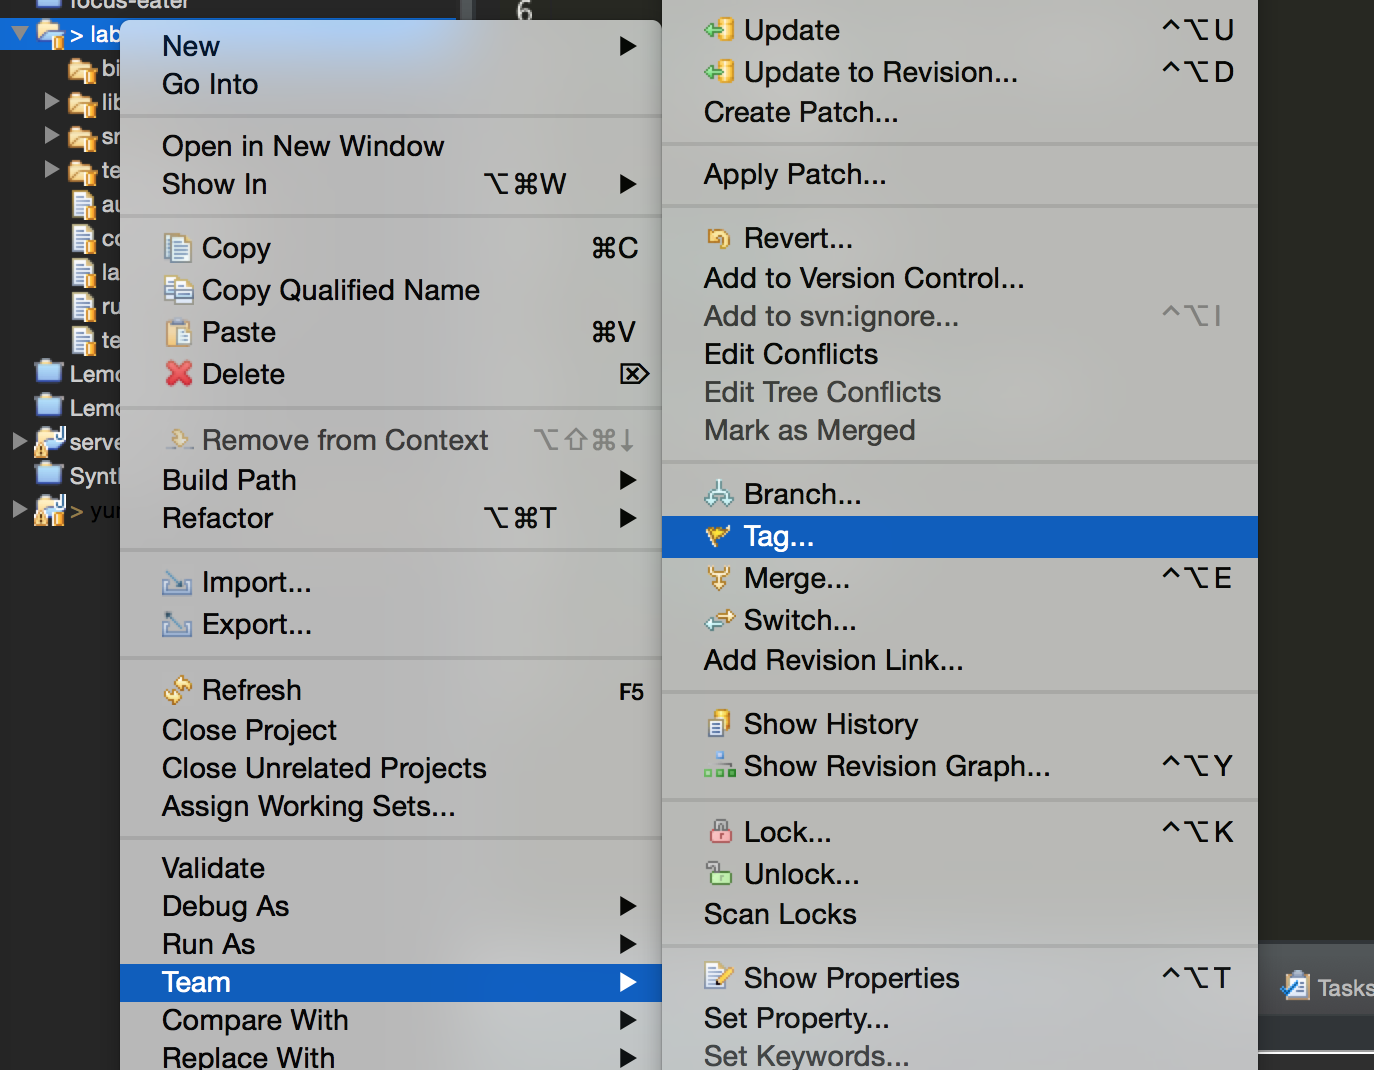 focus-eater
6
> lab
bi
lib
sr
te
au
co
la
ru
te
Lemo
Lemo
serve
Synth
> yu
New
Go Into
Open in New Window
Show In ⌥⌘W
Copy ⌘C
Copy Qualified Name
Paste ⌘V
Delete ⌦
Remove from Context ⌥⇧⌘↓
Build Path
Refactor ⌥⌘T
Import...
Export...
Refresh F5
Close Project
Close Unrelated Projects
Assign Working Sets...
Validate
Debug As
Run As
Team
Compare With
Replace With
Update ^⌥U
Update to Revision... ^⌥D
Create Patch...
Apply Patch...
Revert...
Add to Version Control...
Add to svn:ignore... ^⌥I
Edit Conflicts
Edit Tree Conflicts
Mark as Merged
Branch...
Tag...
Merge... ^⌥E
Switch...
Add Revision Link...
Show History
Show Revision Graph... ^⌥Y
Lock... ^⌥K
Unlock...
Scan Locks
Show Properties ^⌥T
Set Property...
Set Keywords...
Tasks